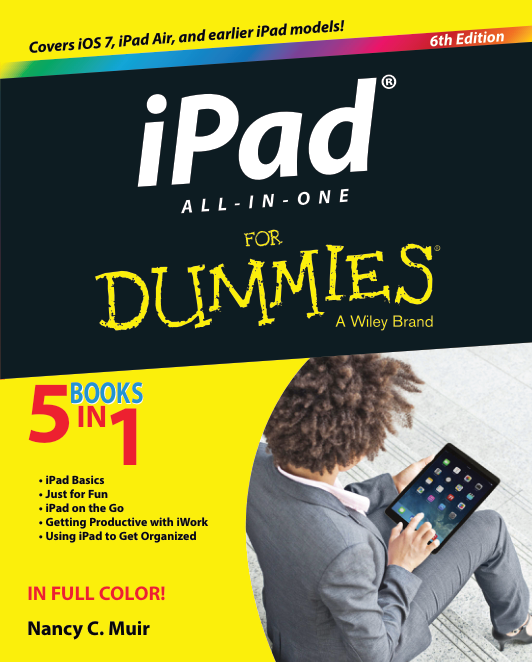 Covers iOS 7, iPad Air, and earlier iPad models!
6th Edition
iPad®
ALL-IN-ONE
FOR
DUMMIES®
A Wiley Brand
5 BOOKS
IN 1
• iPad Basics
• Just for Fun
• iPad on the Go
• Getting Productive with iWork
• Using iPad to Get Organized
IN FULL COLOR!
Nancy C. Muir